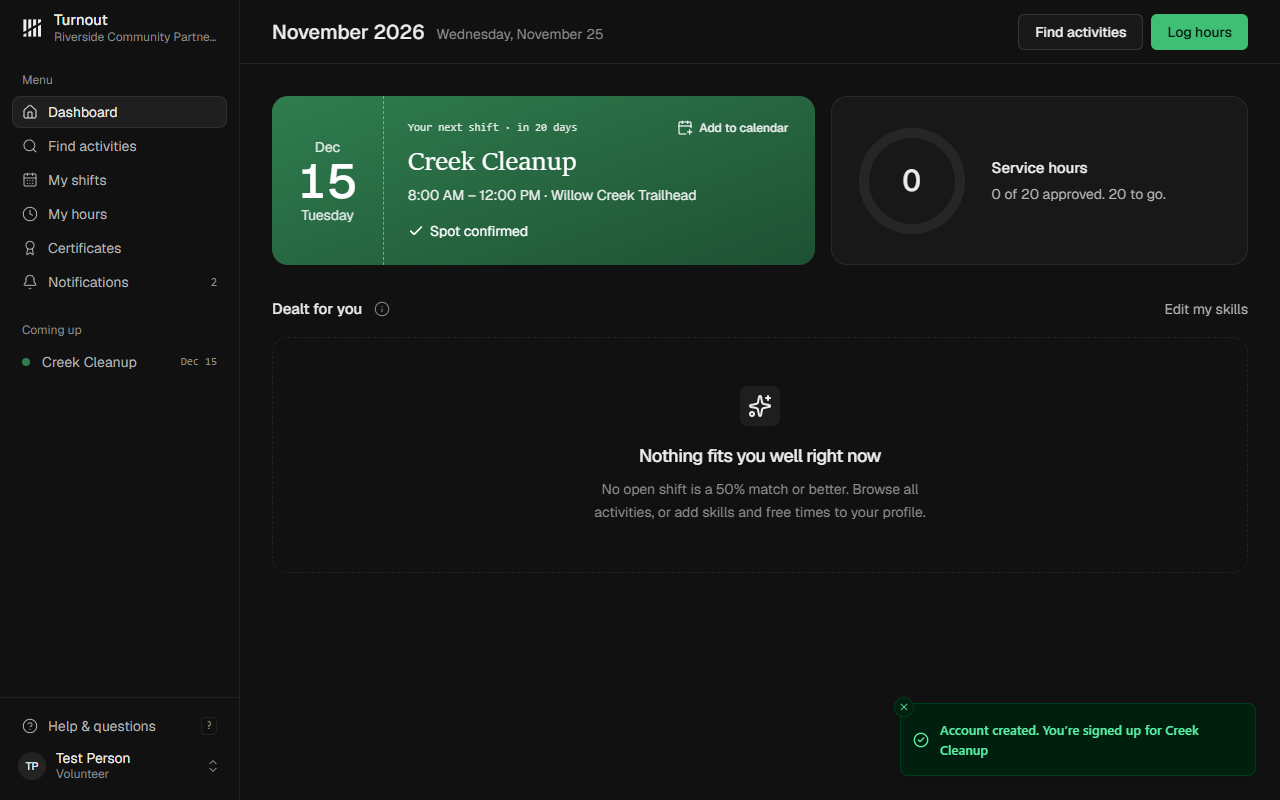 Turnout
Riverside Community Partne...
Menu
Dashboard
Find activities
My shifts
My hours
Certificates
Notifications 2
Coming up
Creek Cleanup Dec 15
Help & questions ?
TP
Test Person
Volunteer
November 2026 Wednesday, November 25
Find activities
Log hours
Dec
15
Tuesday
Your next shift · in 20 days
Add to calendar
Creek Cleanup
8:00 AM – 12:00 PM · Willow Creek Trailhead
Spot confirmed
0
Service hours
0 of 20 approved. 20 to go.
Dealt for you
Edit my skills
Nothing fits you well right now
No open shift is a 50% match or better. Browse all
activities, or add skills and free times to your profile.
Account created. You’re signed up for Creek
Cleanup